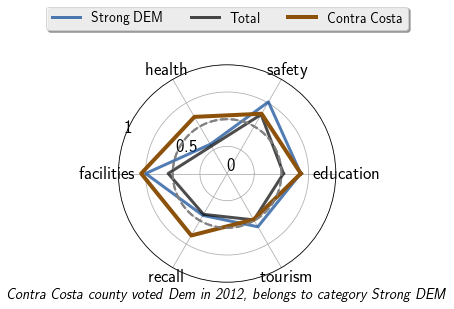 Strong DEM Total Contra Costa
health safety
1
0.5
0
facilities education
recall tourism
Contra Costa county voted Dem in 2012, belongs to category Strong DEM